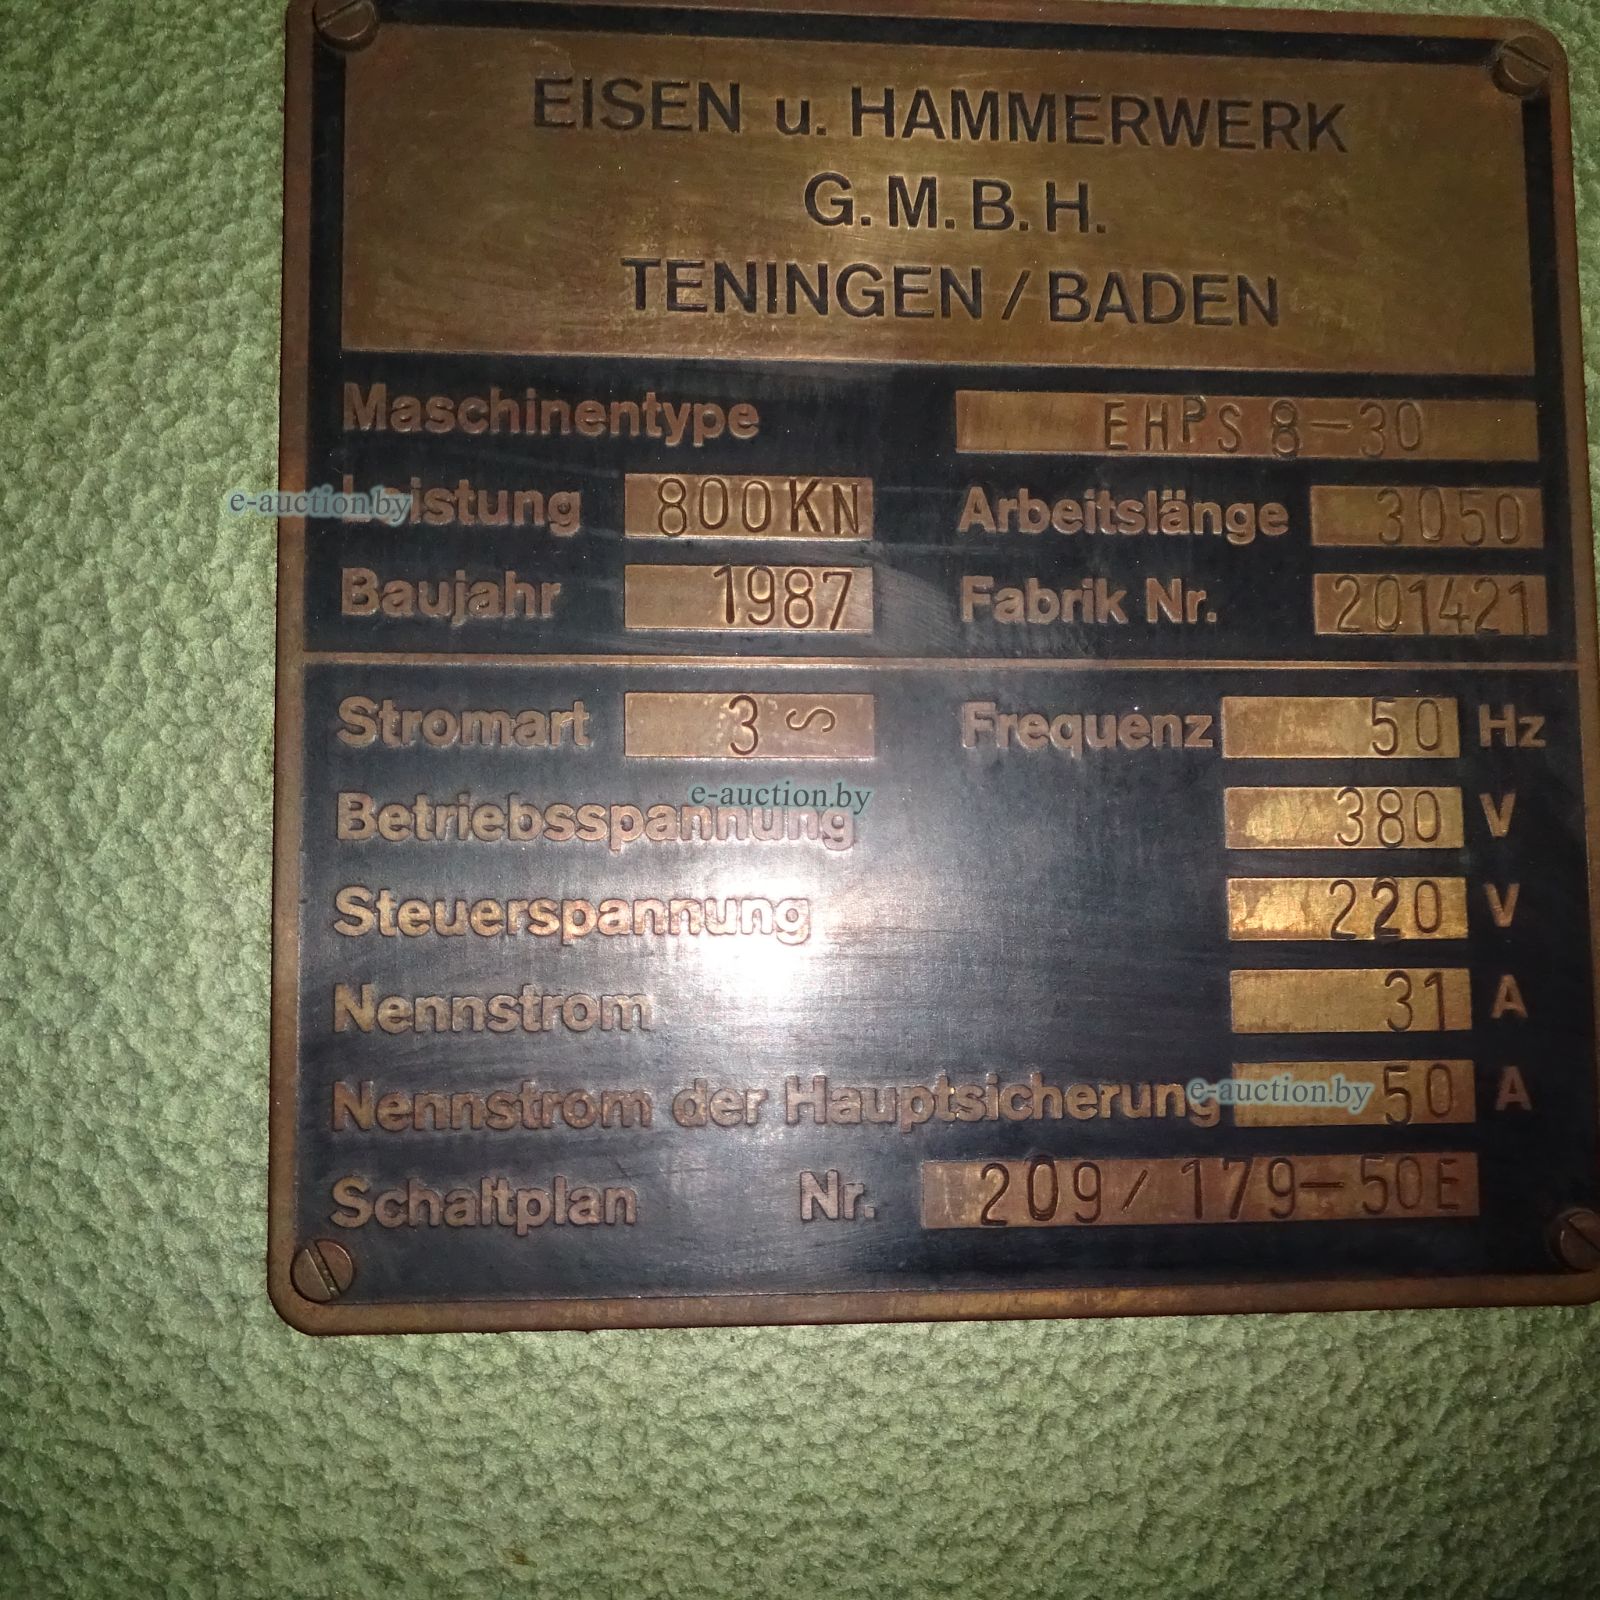 EISEN u. HAMMERWERK
G.M.B.H.
TENINGEN / BADEN
Maschinentype EHPS 8-30
Leistung 800KN Arbeitslänge 3050
Baujahr 1987 Fabrik Nr. 201421
Stromart 3 ~ Frequenz 50 Hz
Betriebsspannung 380 V
Steuerspannung 220 V
Nennstrom 31 A
Nennstrom der Hauptsicherung 50 A
Schaltplan Nr. 209/179-50E
e-auction.by
e-auction.by
e-auction.by